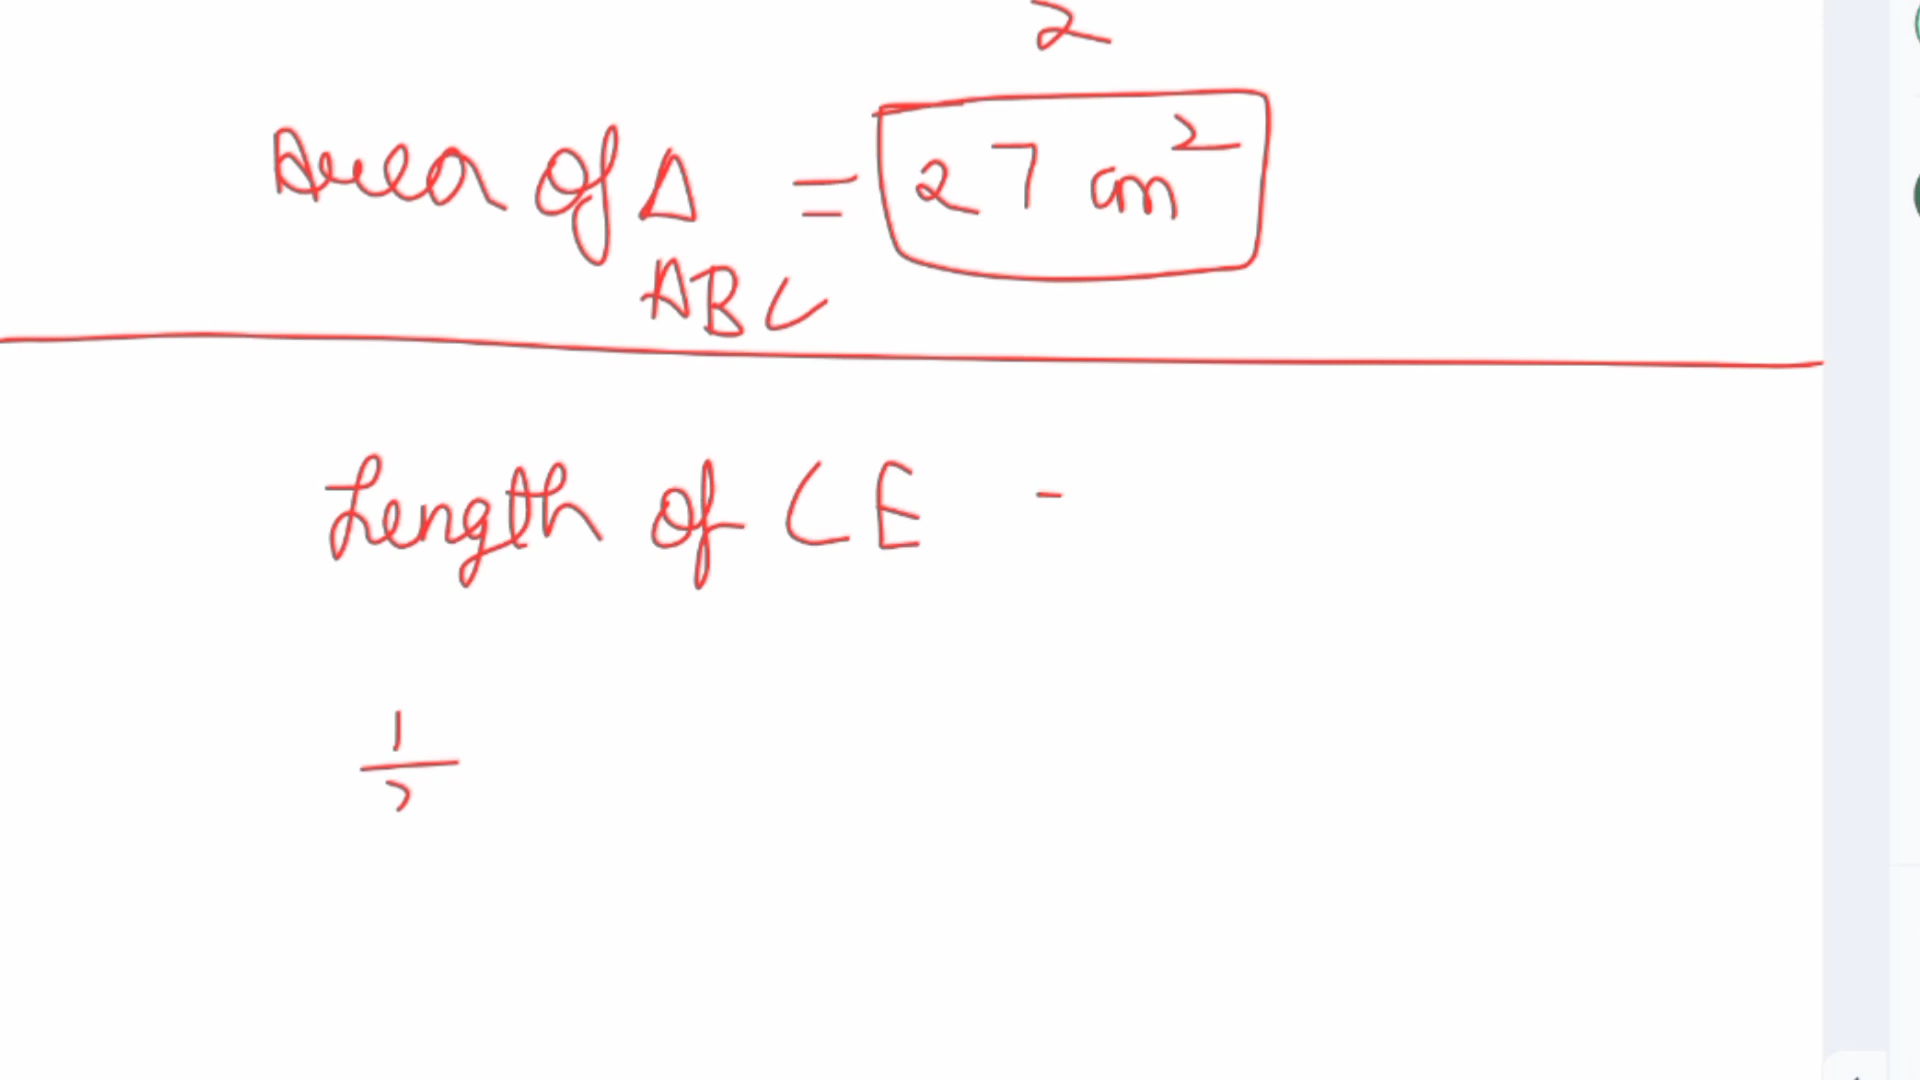 2
Area of Δ = 27 cm²
ABC
Length of CE -
1
2